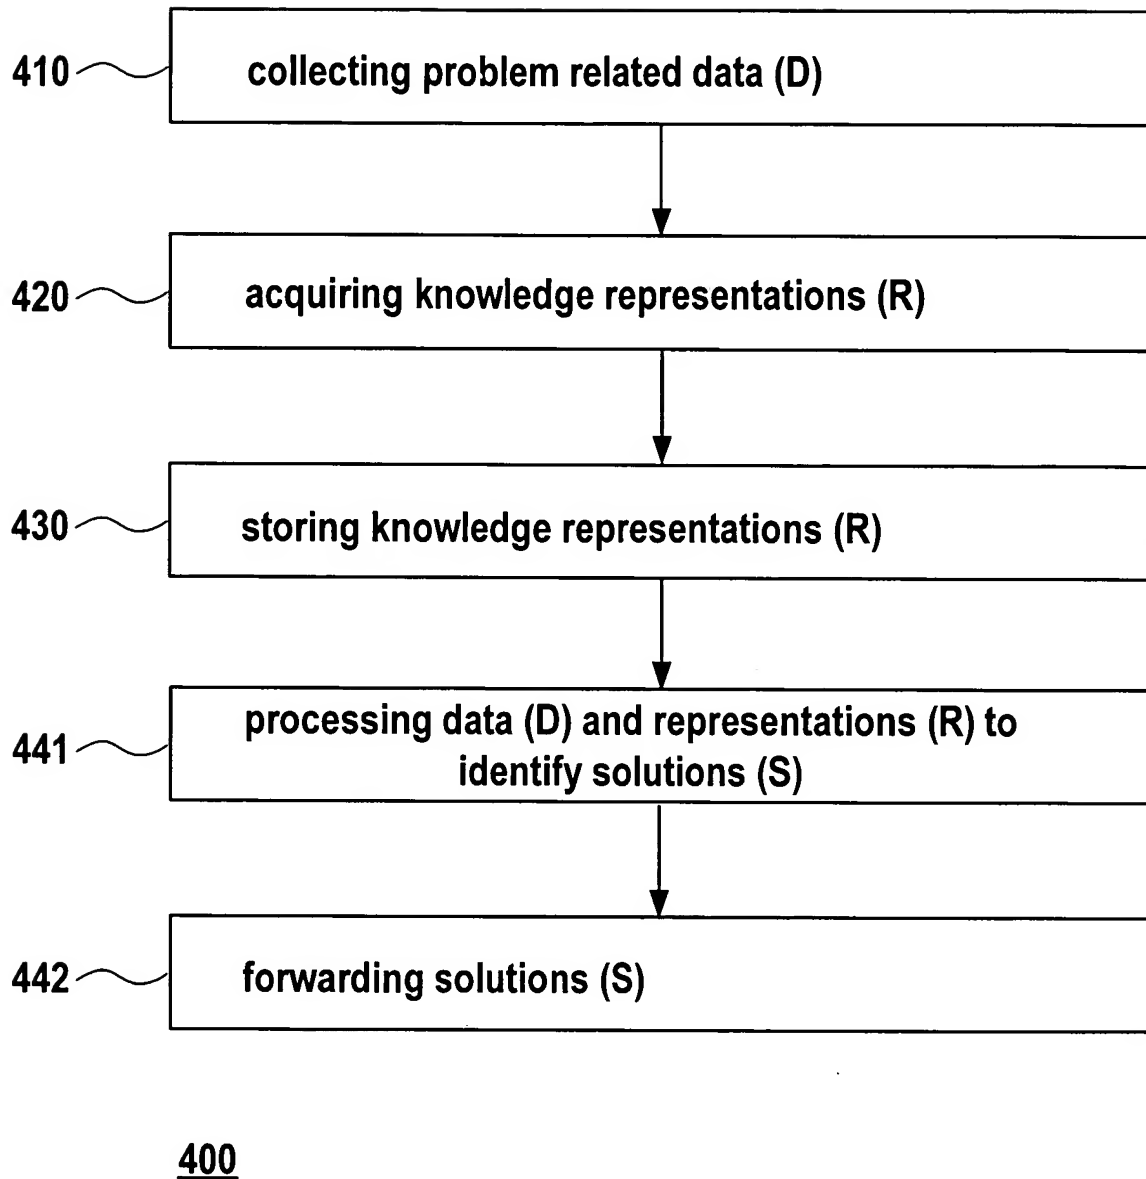 410 collecting problem related data (D)
420 acquiring knowledge representations (R)
430 storing knowledge representations (R)
441 processing data (D) and representations (R) to
identify solutions (S)
442 forwarding solutions (S)
400